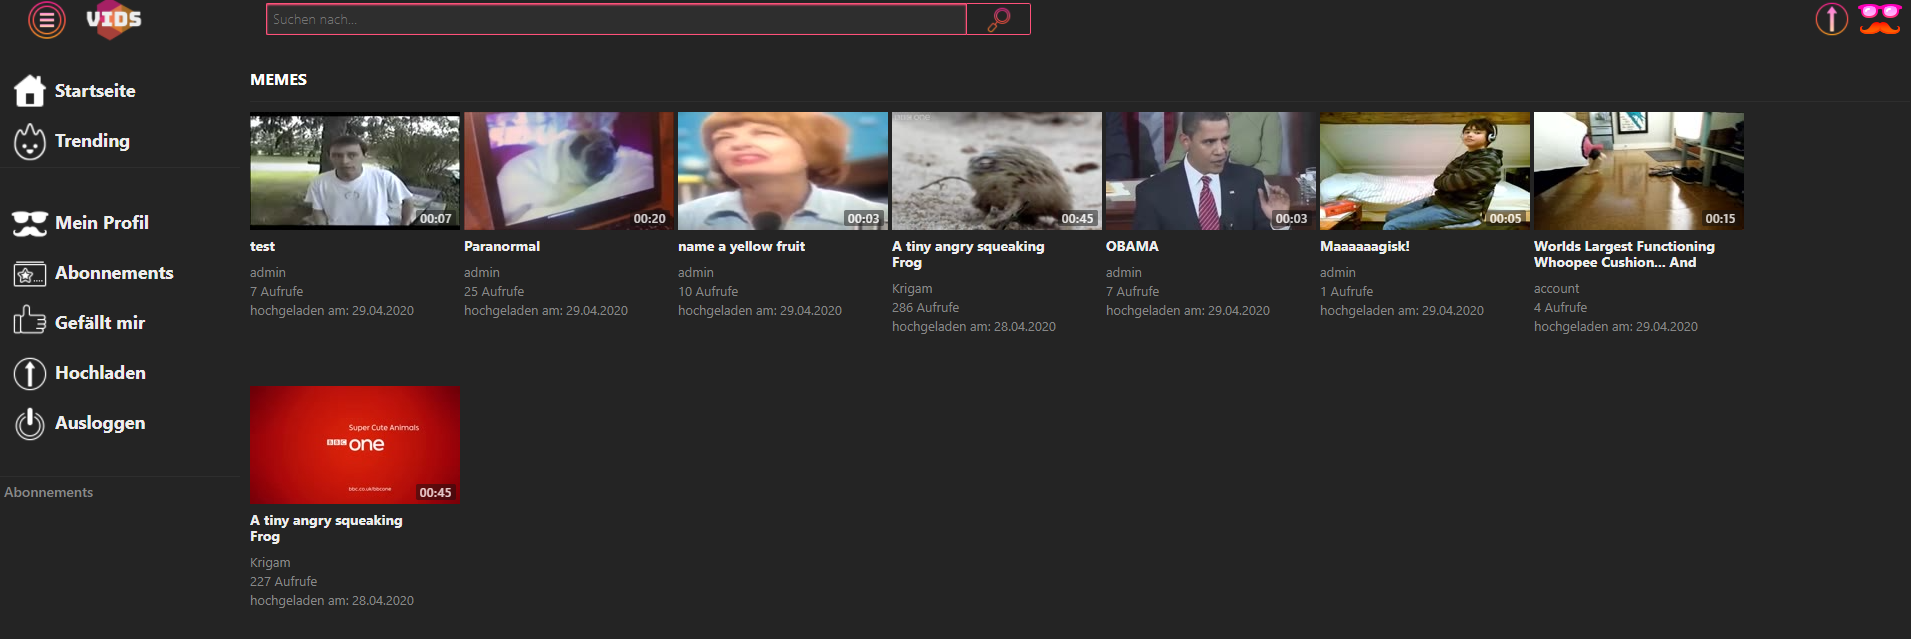 VIDS
Suchen nach...
Startseite
Trending
Mein Profil
Abonnements
Gefällt mir
Hochladen
Ausloggen
Abonnements
MEMES
00:07
test
admin
7 Aufrufe
hochgeladen am: 29.04.2020
00:20
Paranormal
admin
25 Aufrufe
hochgeladen am: 29.04.2020
00:03
name a yellow fruit
admin
10 Aufrufe
hochgeladen am: 29.04.2020
one
00:45
A tiny angry squeaking
Frog
Krigam
286 Aufrufe
hochgeladen am: 28.04.2020
00:03
OBAMA
admin
7 Aufrufe
hochgeladen am: 29.04.2020
00:05
Maaaaaagisk!
admin
1 Aufrufe
hochgeladen am: 29.04.2020
00:15
Worlds Largest Functioning
Whoopee Cushion... And
account
4 Aufrufe
hochgeladen am: 29.04.2020
Super Cute Animals
BBC one
bbc.co.uk/bbcone
00:45
A tiny angry squeaking
Frog
Krigam
227 Aufrufe
hochgeladen am: 28.04.2020